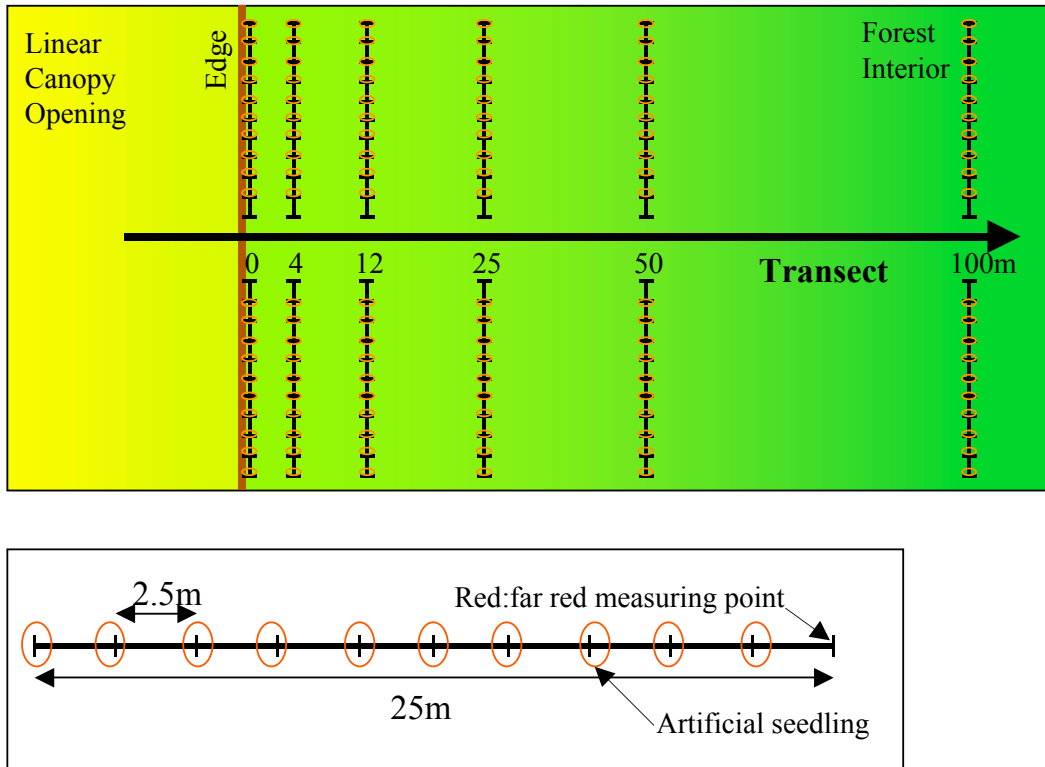 Linear
Canopy
Opening
Edge
Forest
Interior
0 4 12 25 50 100m
Transect
2.5m
Red:far red measuring point
25m
Artificial seedling